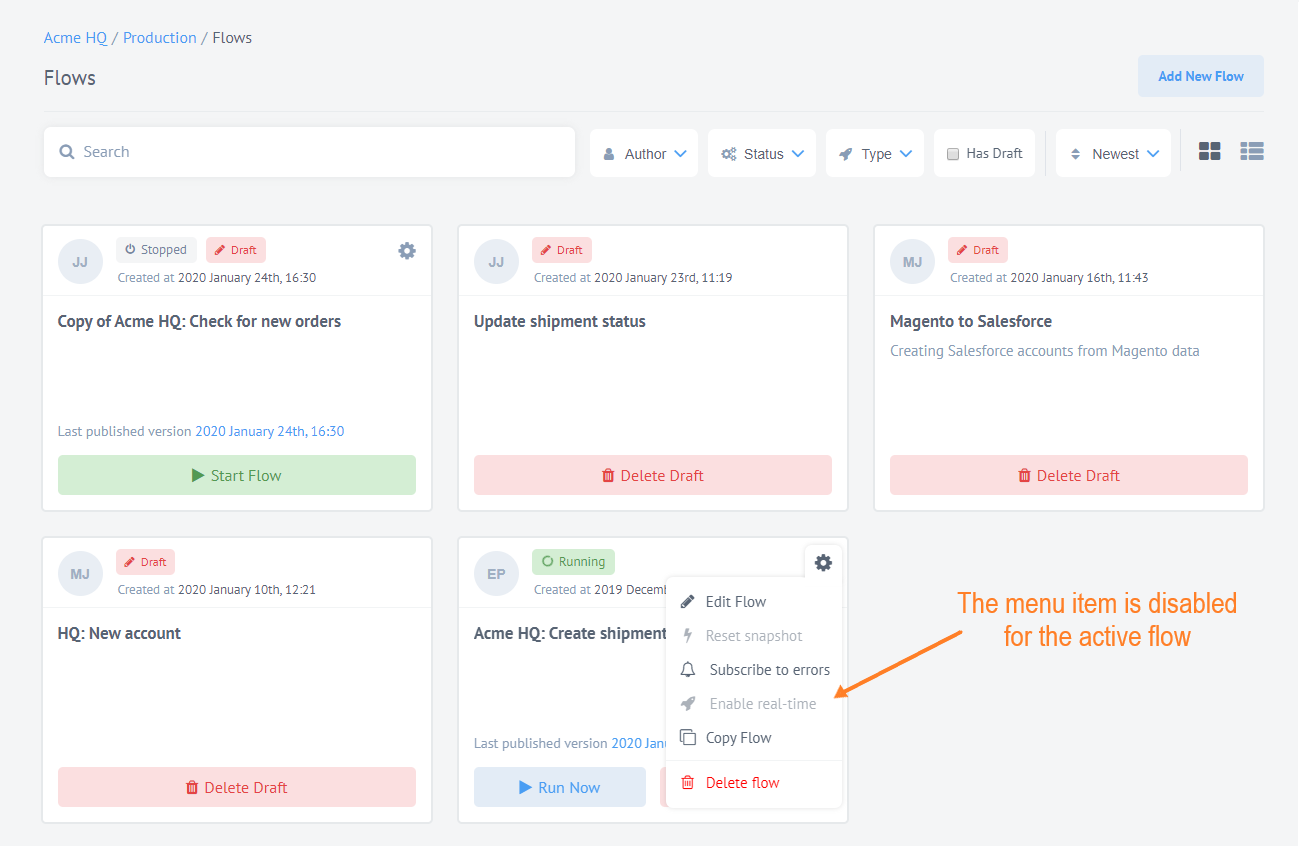 Acme HQ / Production / Flows
Flows
Add New Flow
Search
Author
Status
Type
Has Draft
Newest
JJ
Stopped
Draft
Created at 2020 January 24th, 16:30
Copy of Acme HQ: Check for new orders
Last published version 2020 January 24th, 16:30
Start Flow
JJ
Draft
Created at 2020 January 23rd, 11:19
Update shipment status
Delete Draft
MJ
Draft
Created at 2020 January 16th, 11:43
Magento to Salesforce
Creating Salesforce accounts from Magento data
Delete Draft
MJ
Draft
Created at 2020 January 10th, 12:21
HQ: New account
Delete Draft
EP
Running
Created at 2019
Acme HQ: Create shipment
Last published version 2020
Run Now
Edit Flow
Reset snapshot
Subscribe to errors
Enable real-time
Copy Flow
Delete flow
The menu item is disabled
for the active flow